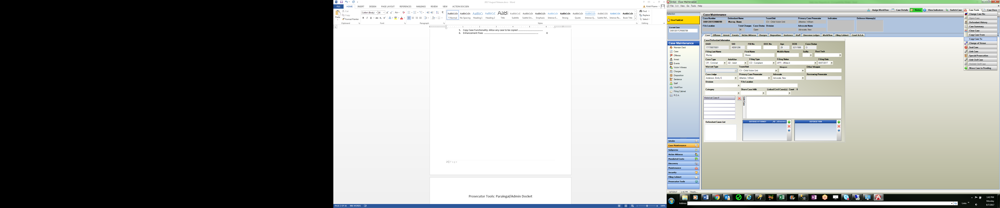 2017 August Release.docx - Word
FILE HOME INSERT DESIGN PAGE LAYOUT REFERENCES MAILINGS REVIEW VIEW ACTION DOCGEN Kristi Pizano
Paste Cut Copy Format Painter
Clipboard
Calibri (Body) 16
Font
Paragraph
AaBbCcDc AaBbCcDc AaBbCc AaBbCcC AaBl AaBbCcC AaBbCcDc AaBbCcDc AaBbCcDc AaBbCcDc AaBbCcDc AaBbCcDc AABBCCDC AABBCCDC AaBbCcDc
¶ Normal No Spacing Heading 1 Heading 2 Title Subtitle Subtle Em... Emphasis Intense E... Strong Quote Intense Q... Subtle Ref... Intense Re... Book Title
Styles
Find Replace Select
Editing
5. Copy Case Functionality: Allow any case to be copied
6. Enhancement Fixes 8
2 | Page
Prosecutor Tools: Paralegal/Admin Docket
PAGE 2 OF 16 986 WORDS 100%
Action - [Case Maintenance]
File Edit View Go Tools Help
Assign WorkFlow Case Details Notes View Indicators Switch Case Case Tools Case Docs
Selection
UserTaskList
Current Case
D0012017CR000789
Case Maintenance
Maintain Daid
Case
Offense
Arrest
Events
Victim Witness
Charges
Disposition
Sentence
Staff
WorkFlow
Filing Cabinet
R.O.A.
Intake
Case Maintenance
Subpoena
Victim Witness
Mandated Costs
Discovery
Maintenance
Security
Filing Cabinet
Prosecutor Tools
Case Maintenance
Case Number Defendant Name Team/Unit Primary Case Prosecutor Indicators Defense Attorney(s)
D0012017CR000789 Murray, Shane CV - Child Victim Unit Atherton, William
File Location Total Charges Case Status Division Advocate Name
34 Open Advocate, New
Case Offense Arrest Events Victim Witness Charges Disposition Sentence Staff Diversion Ledger WorkFlow Filing Cabinet Court R.O.A.
Case/Defendant Information
DAID SID FBI No DOC No Age DOB Case Status
171708070001 XE901296 29 3/21/1988 O
Filing Last Name First Name Middle Name Suffix Rest Tech
Murray Shane
Case Type Adult/Juv Filing Type Filing Status Filing Date
CR - Criminal AD - Adult CO - Complaint AFFI - Affidavit 08/07/2017
Warrant Type Team/Unit Weapon Other Weapon
CV - Child Victim Unit
Case Judge Primary Case Prosecutor Advocate Reviewing Prosecutor
Anderson, Emily E. Atherton, William Advocate, New
Division File Location
Category Share Case With Linked Civil Case(s) Count : 0
Historical Case #
Link Case
Defendant Cases List
DEFENSE ATTORNEY AD eDiscovery
DEFENSE FIRM
Change Case No
Open Case
Defendant History
Case Summary
Close Case
Copy Case From
Copy Case To
Change of Venue
Seal Case
Link Case
Special Prosecution
Link Civil Case
UnLink Civil Case
Move Case to Pending
8/7/2017 1:42 PM Ready...
Address
Links
1:42 PM
Monday
8/7/2017